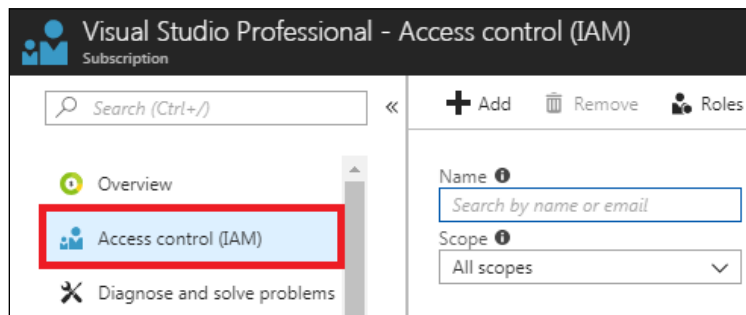 Visual Studio Professional - Access control (IAM)
Subscription
Search (Ctrl+/)
Overview
Access control (IAM)
Diagnose and solve problems
Add Remove Roles
Name
Search by name or email
Scope
All scopes